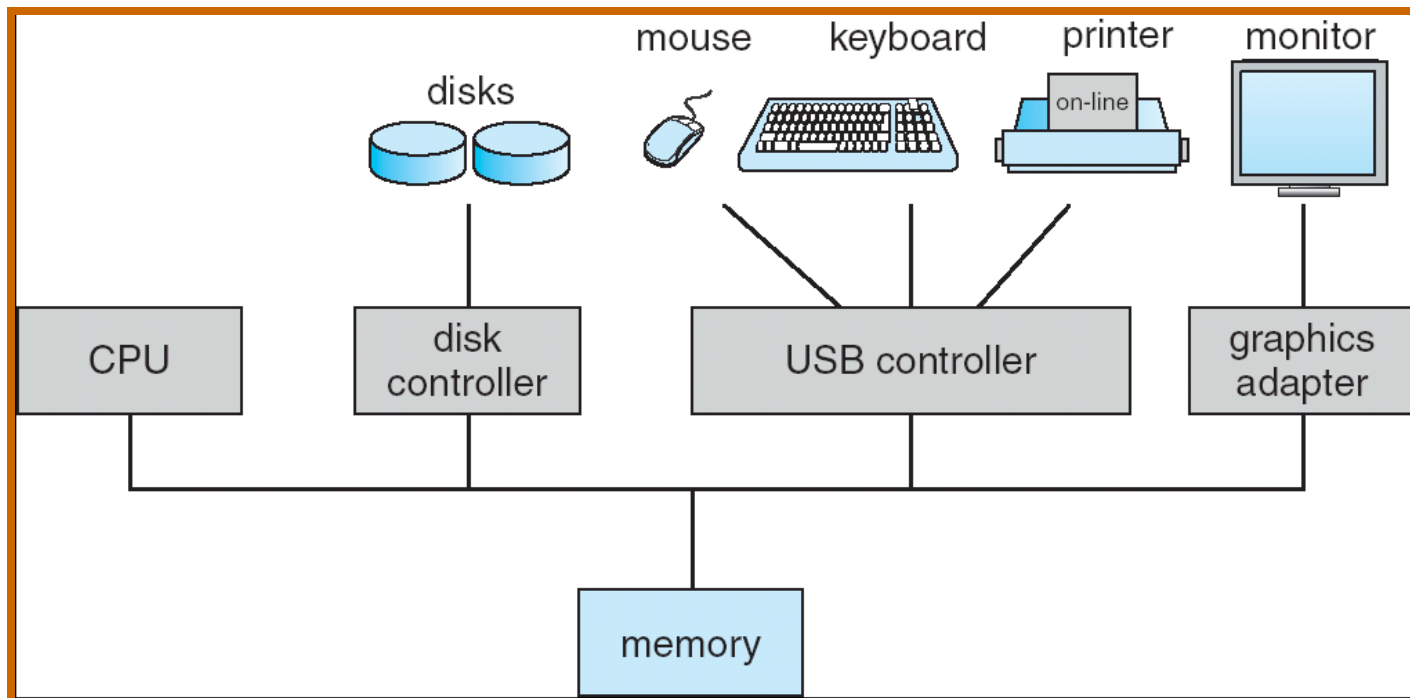 mouse
keyboard
printer
monitor
disks
on-line
CPU
disk
controller
USB controller
graphics
adapter
memory